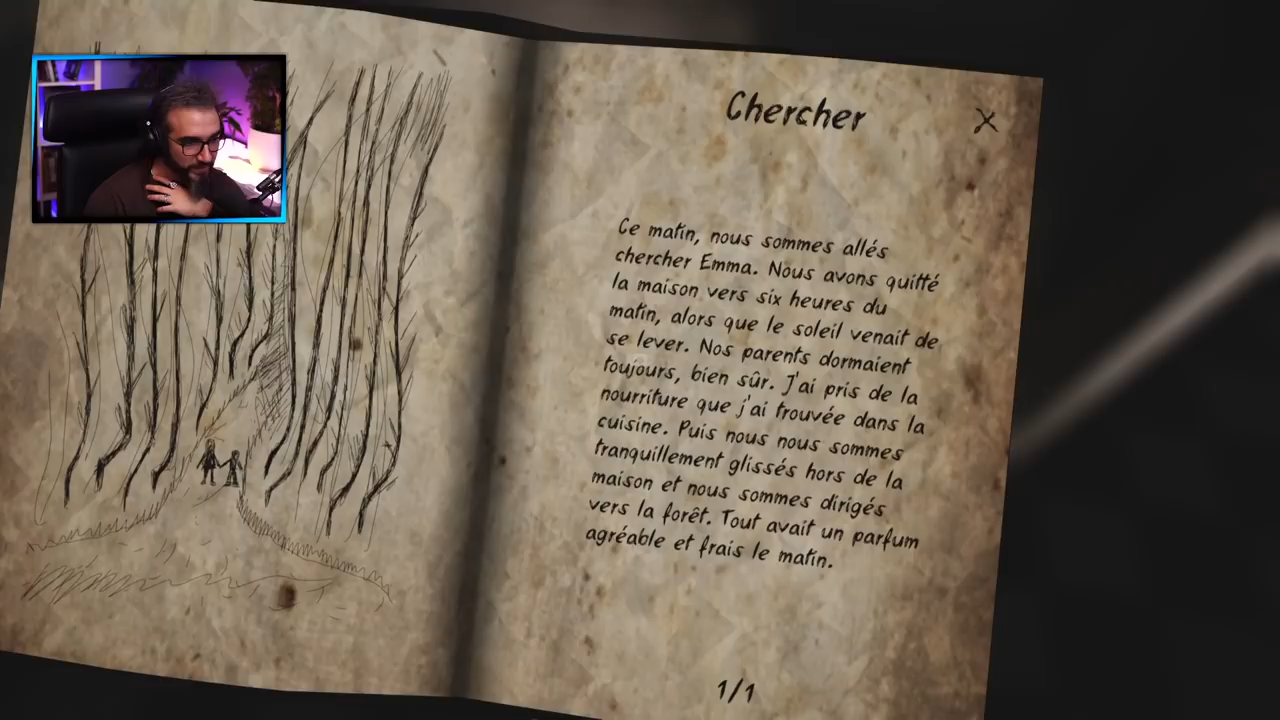 Chercher
Ce matin, nous sommes allés
chercher Emma. Nous avons quitté
la maison vers six heures du
matin, alors que le soleil venait de
se lever. Nos parents dormaient
toujours, bien sûr. J'ai pris de la
nourriture que j'ai trouvée dans la
cuisine. Puis nous nous sommes
tranquillement glissés hors de la
maison et nous sommes dirigés
vers la forêt. Tout avait un parfum
agréable et frais le matin.
1/1